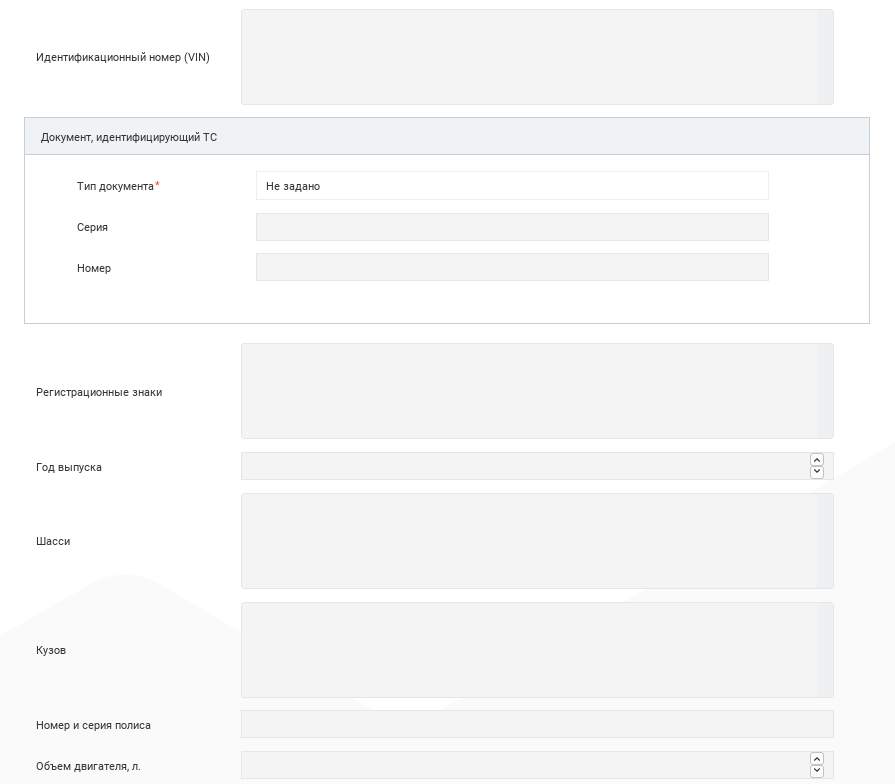 Идентификационный номер (VIN)
Документ, идентифицирующий ТС
Тип документа* Не задано
Серия
Номер
Регистрационные знаки
Год выпуска
Шасси
Кузов
Номер и серия полиса
Объем двигателя, л.